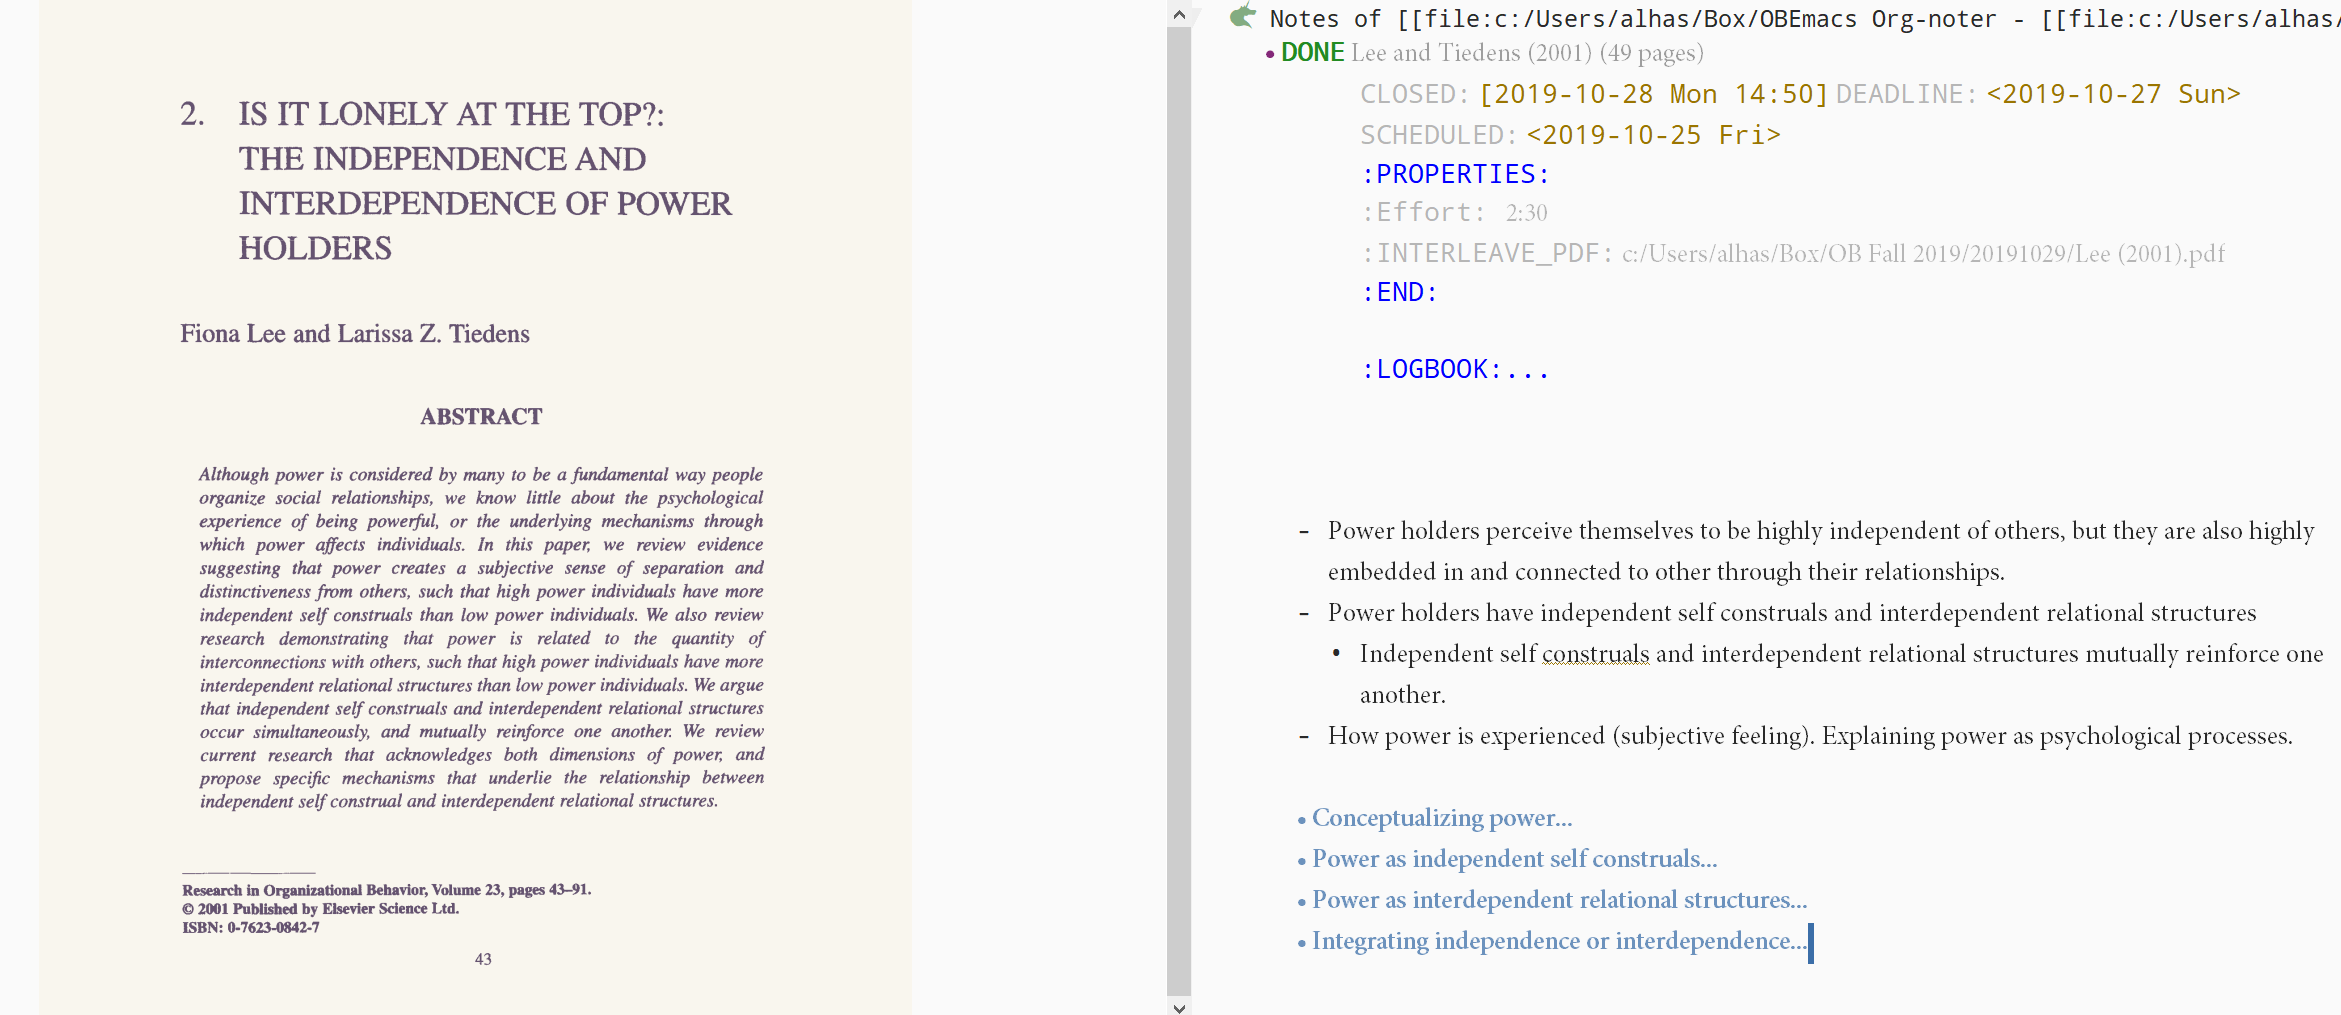 2. IS IT LONELY AT THE TOP?:
THE INDEPENDENCE AND
INTERDEPENDENCE OF POWER
HOLDERS
Fiona Lee and Larissa Z. Tiedens
ABSTRACT
Although power is considered by many to be a fundamental way people
organize social relationships, we know little about the psychological
experience of being powerful, or the underlying mechanisms through
which power affects individuals. In this paper, we review evidence
suggesting that power creates a subjective sense of separation and
distinctiveness from others, such that high power individuals have more
independent self construals than low power individuals. We also review
research demonstrating that power is related to the quantity of
interconnections with others, such that high power individuals have more
interdependent relational structures than low power individuals. We argue
that independent self construals and interdependent relational structures
occur simultaneously, and mutually reinforce one another. We review
current research that acknowledges both dimensions of power, and
propose specific mechanisms that underlie the relationship between
independent self construal and interdependent relational structures.
Research in Organizational Behavior, Volume 23, pages 43–91.
© 2001 Published by Elsevier Science Ltd.
ISBN: 0-7623-0842-7
43
Notes of [[file:c:/Users/alhas/Box/OBEmacs Org-noter - [[file:c:/Users/alhas/
• DONE Lee and Tiedens (2001) (49 pages)
CLOSED: [2019-10-28 Mon 14:50] DEADLINE: <2019-10-27 Sun>
SCHEDULED: <2019-10-25 Fri>
:PROPERTIES:
:Effort: 2:30
:INTERLEAVE_PDF: c:/Users/alhas/Box/OB Fall 2019/20191029/Lee (2001).pdf
:END:
:LOGBOOK:...
- Power holders perceive themselves to be highly independent of others, but they are also highly
embedded in and connected to other through their relationships.
- Power holders have independent self construals and interdependent relational structures
• Independent self construals and interdependent relational structures mutually reinforce one
another.
- How power is experienced (subjective feeling). Explaining power as psychological processes.
• Conceptualizing power...
• Power as independent self construals...
• Power as interdependent relational structures...
• Integrating independence or interdependence...